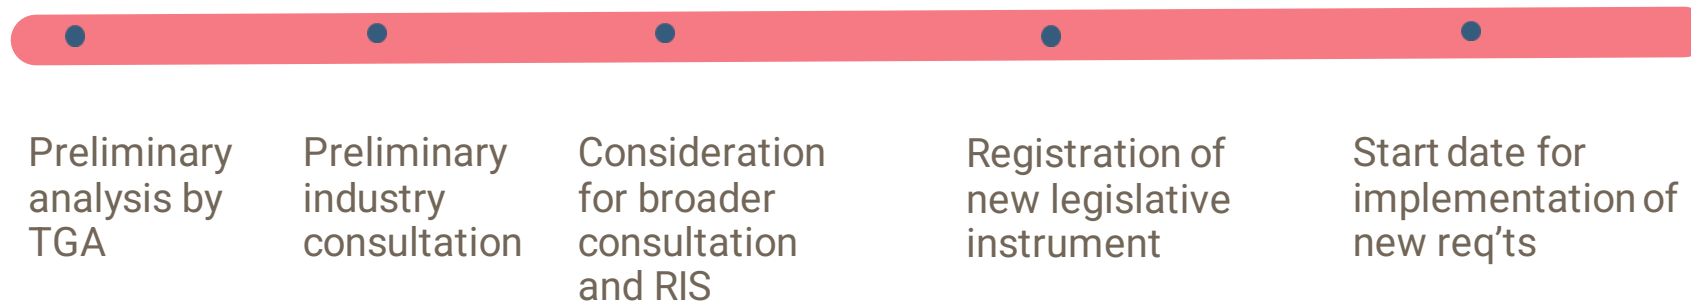 Preliminary
analysis by
TGA
Preliminary
industry
consultation
Consideration
for broader
consultation
and RIS
Registration of
new legislative
instrument
Start date for
implementation of
new req’ts